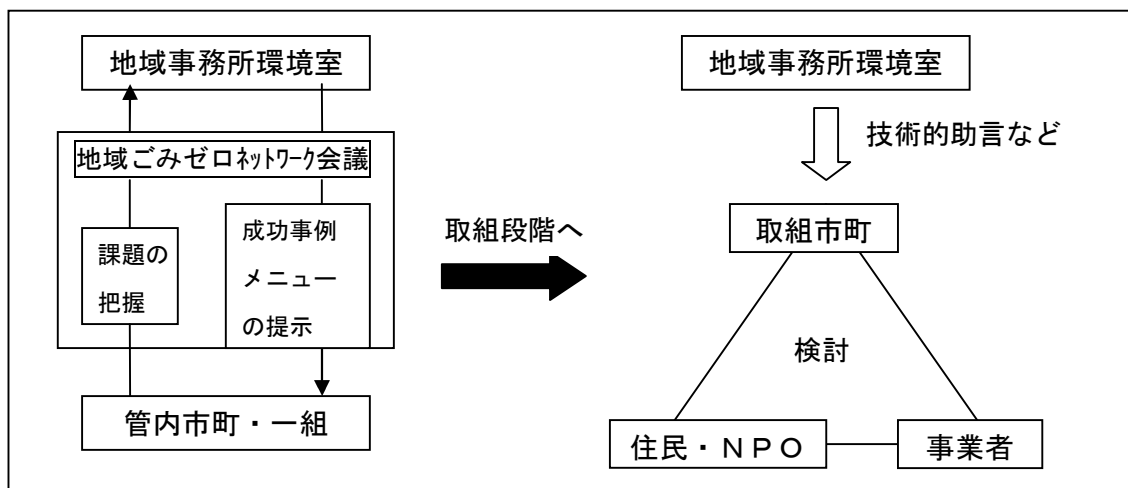 地域事務所環境室
地域ごみゼロﾈｯﾄﾜｰｸ会議
課題の
把握
成功事例
メニュー
の提示
管内市町・一組
取組段階へ
地域事務所環境室
技術的助言など
取組市町
検討
住民・ＮＰＯ
事業者